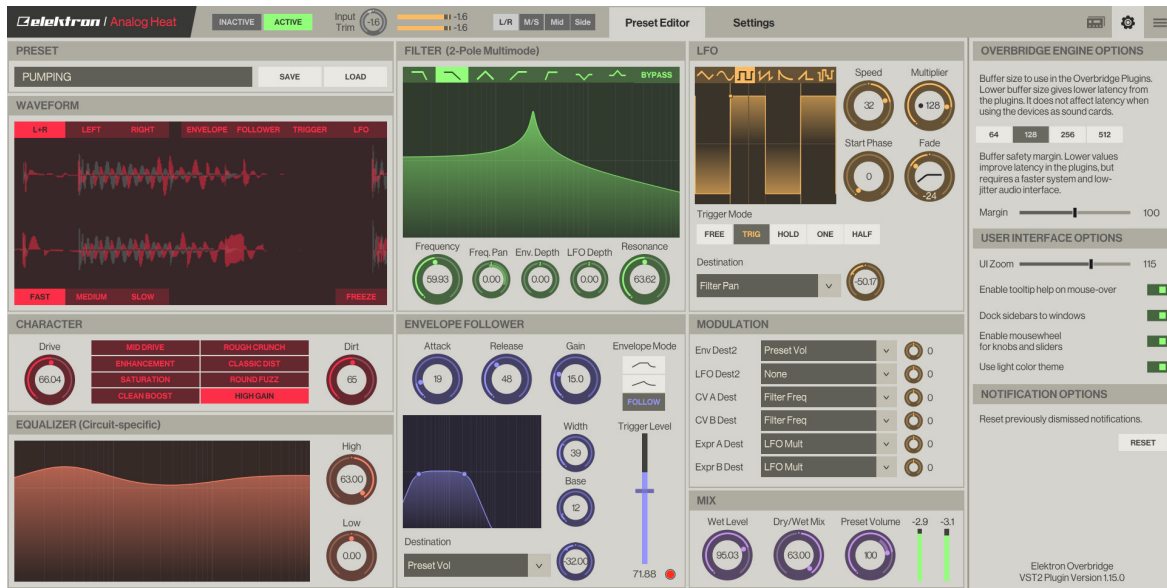 elektron | Analog Heat
INACTIVE ACTIVE
Input Trim -1.6
-1.6
-1.6
L/R M/S Mid Side
Preset Editor
Settings
PRESET
PUMPING
SAVE LOAD
WAVEFORM
L+R LEFT RIGHT ENVELOPE FOLLOWER TRIGGER LFO
FAST MEDIUM SLOW FREEZE
CHARACTER
Drive
66.04
MID DRIVE ROUGH CRUNCH
ENHANCEMENT CLASSIC DIST
SATURATION ROUND FUZZ
CLEAN BOOST HIGH GAIN
Dirt
65
EQUALIZER (Circuit-specific)
High
63.00
Low
0.00
FILTER (2-Pole Multimode)
BYPASS
Frequency Freq. Pan Env. Depth LFO Depth Resonance
59.93 0.00 0.00 0.00 63.62
ENVELOPE FOLLOWER
Attack Release Gain Envelope Mode
19 48 15.0
FOLLOW
Width
39
Base
12
Trigger Level
71.88
Destination
Preset Vol
-32.00
LFO
Speed Multiplier
32 • 128
Start Phase Fade
0
-24
Trigger Mode
FREE TRIG HOLD ONE HALF
Destination
Filter Pan
-50.17
MODULATION
Env Dest2 Preset Vol 0
LFO Dest2 None 0
CV A Dest Filter Freq 0
CV B Dest Filter Freq 0
Expr A Dest LFO Mult 0
Expr B Dest LFO Mult 0
MIX
Wet Level Dry/Wet Mix Preset Volume -2.9 -3.1
95.03 63.00 100
OVERBRIDGE ENGINE OPTIONS
Buffer size to use in the Overbridge Plugins.
Lower buffer size gives lower latency from
the plugins. It does not affect latency when
using the devices as sound cards.
64 128 256 512
Buffer safety margin. Lower values
improve latency in the plugins, but
requires a faster system and low-
jitter audio interface.
Margin 100
USER INTERFACE OPTIONS
UI Zoom 115
Enable tooltip help on mouse-over
Dock sidebars to windows
Enable mousewheel
for knobs and sliders
Use light color theme
NOTIFICATION OPTIONS
Reset previously dismissed notifications.
RESET
Elektron Overbridge
VST2 Plugin Version 1.15.0